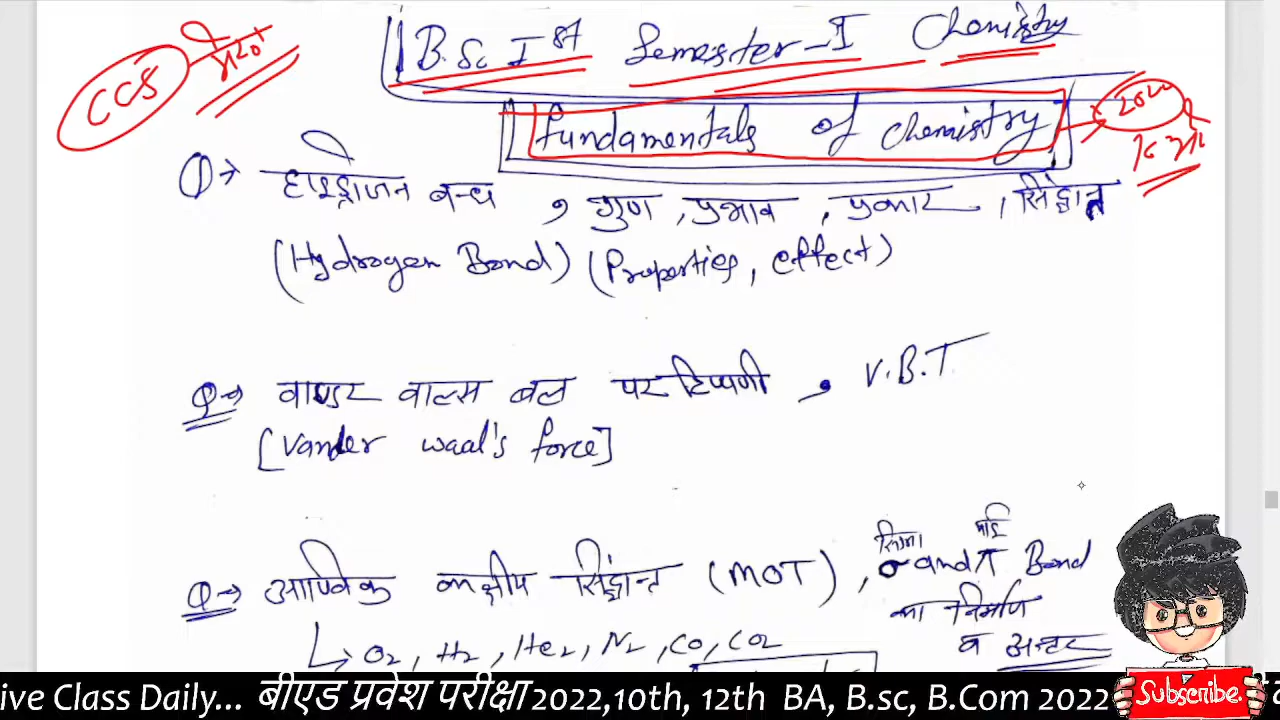 CCS
B.Sc Ist Semester-I Chemistry
fundamentals of chemistry
हाइड्रोजन बन्ध , गुण , प्रभाव , प्रकार , सिद्धान्त
(Hydrogen Bond) (Properties, effect)
Q→ वाण्डर वाल्स बल पर टिप्पणी , V.B.T
[Vander waal's force]
Q→ आण्विक कक्षीय सिद्धान्त (MOT) , σ and π Bond
सिग्मा पाई
का निर्माण
व अन्तर
↳ O2, H2, He2, N2, CO, CO2
ive Class Daily... बीएड प्रवेश परीक्षा 2022,10th, 12th BA, B.sc, B.Com 2022
Subscribe.